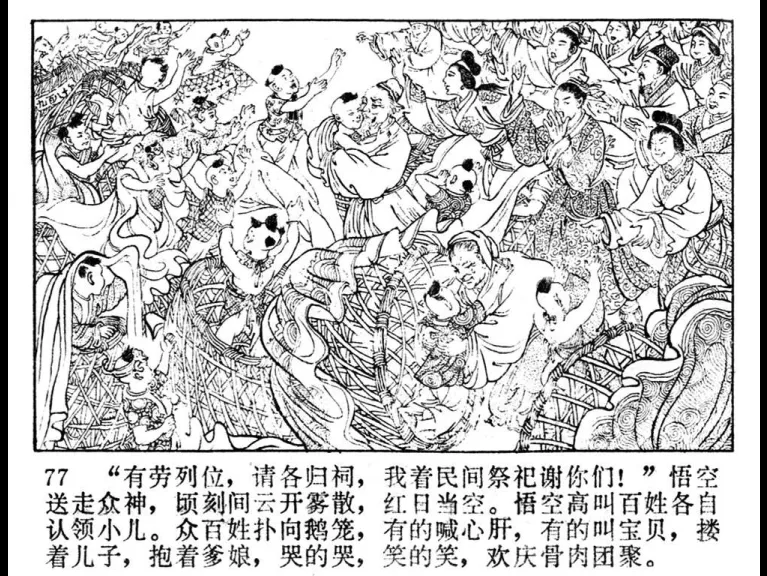 77 “有劳列位，请各归祠，我着民间祭祀谢你们！”悟空
送走众神，顷刻间云开雾散，红日当空。悟空高叫百姓各自
认领小儿。众百姓扑向鹅笼，有的喊心肝，有的叫宝贝，搂
着儿子，抱着爹娘，哭的哭，笑的笑，欢庆骨肉团聚。